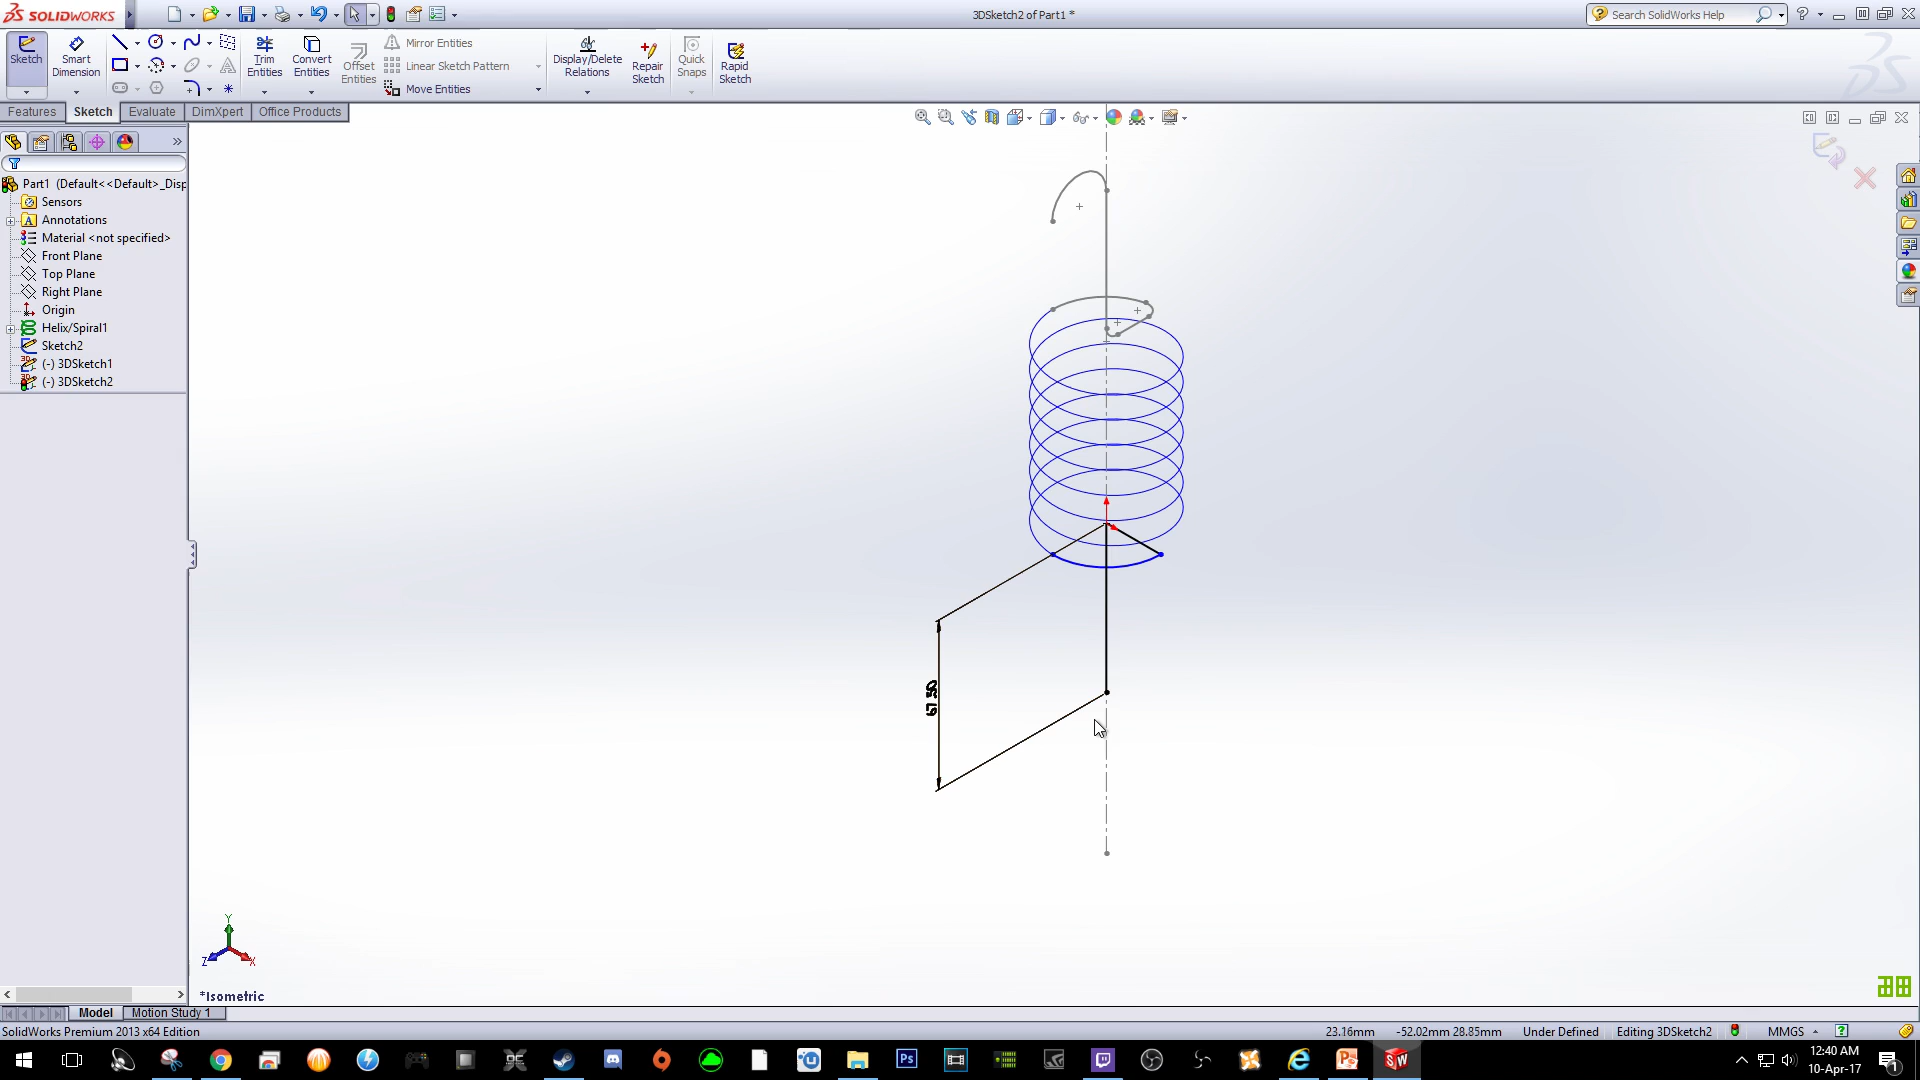 SOLIDWORKS
3DSketch2 of Part1 *
Search SolidWorks Help
Sketch
Smart Dimension
Trim Entities
Convert Entities
Offset Entities
Mirror Entities
Linear Sketch Pattern
Move Entities
Display/Delete Relations
Repair Sketch
Quick Snaps
Rapid Sketch
Features
Sketch
Evaluate
DimXpert
Office Products
Part1 (Default<<Default>_Disp
Sensors
Annotations
Material <not specified>
Front Plane
Top Plane
Right Plane
Origin
Helix/Spiral1
Sketch2
(-) 3DSketch1
(-) 3DSketch2
Y
Z
X
*Isometric
Model
Motion Study 1
SolidWorks Premium 2013 x64 Edition
23.16mm
-52.02mm 28.85mm
Under Defined
Editing 3DSketch2
MMGS
12:40 AM
10-Apr-17